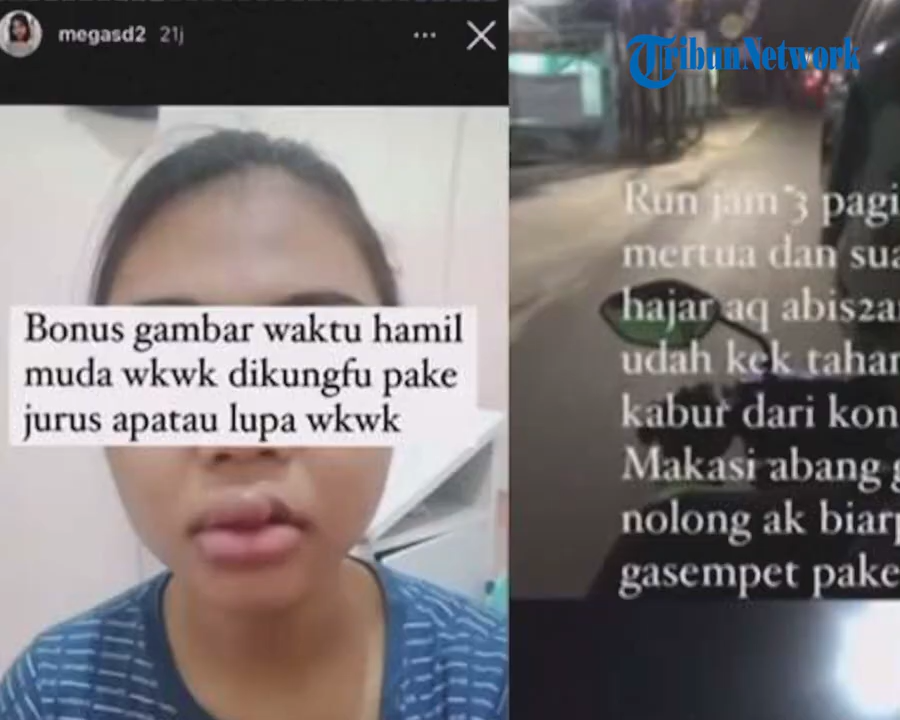 megasd2 21j
TribunNetwork
Bonus gambar waktu hamil
muda wkwk dikungfu pake
jurus apatau lupa wkwk
Run jam 3 pagi
mertua dan sua
hajar aq abis2an
udah kek tahan
kabur dari kon
Makasi abang g
nolong ak biarp
gasempet pake